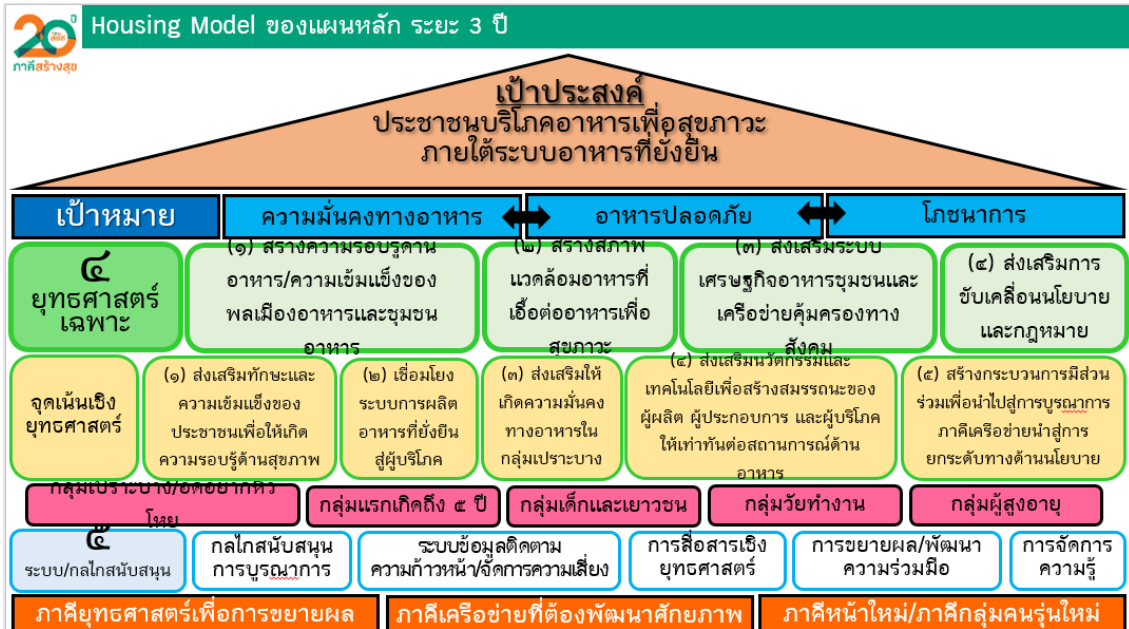 ๒๐ ปี
สสส
ภาคีสร้างสุข
Housing Model ของแผนหลัก ระยะ 3 ปี
เป้าประสงค์
ประชาชนบริโภคอาหารเพื่อสุขภาวะ
ภายใต้ระบบอาหารที่ยั่งยืน
เป้าหมาย
ความมั่นคงทางอาหาร
อาหารปลอดภัย
โภชนาการ
๔
ยุทธศาสตร์
เฉพาะ
(๑) สร้างความรอบรู้ด้าน
อาหาร/ความเข้มแข็งของ
พลเมืองอาหารและชุมชน
อาหาร
(๒) สร้างสภาพ
แวดล้อมอาหารที่
เอื้อต่ออาหารเพื่อ
สุขภาวะ
(๓) ส่งเสริมระบบ
เศรษฐกิจอาหารชุมชนและ
เครือข่ายคุ้มครองทาง
สังคม
(๔) ส่งเสริมการ
ขับเคลื่อนนโยบาย
และกฎหมาย
จุดเน้นเชิง
ยุทธศาสตร์
(๑) ส่งเสริมทักษะและ
ความเข้มแข็งของ
ประชาชนเพื่อให้เกิด
ความรอบรู้ด้านสุขภาพ
(๒) เชื่อมโยง
ระบบการผลิต
อาหารที่ยั่งยืน
สู่ผู้บริโภค
(๓) ส่งเสริมให้
เกิดความมั่นคง
ทางอาหารใน
กลุ่มเปราะบาง
(๔) ส่งเสริมนวัตกรรมและ
เทคโนโลยีเพื่อสร้างสมรรถนะของ
ผู้ผลิต ผู้ประกอบการ และผู้บริโภค
ให้เท่าทันต่อสถานการณ์ด้าน
อาหาร
(๕) สร้างกระบวนการมีส่วน
ร่วมเพื่อนำไปสู่การบูรณาการ
ภาคีเครือข่ายนำสู่การ
ยกระดับทางด้านนโยบาย
กลุ่มเปราะบาง/อดอยากหิว
โหย
กลุ่มแรกเกิดถึง ๕ ปี
กลุ่มเด็กและเยาวชน
กลุ่มวัยทำงาน
กลุ่มผู้สูงอายุ
๕
ระบบ/กลไกสนับสนุน
กลไกสนับสนุน
การบูรณาการ
ระบบข้อมูลติดตาม
ความก้าวหน้า/จัดการความเสี่ยง
การสื่อสารเชิง
ยุทธศาสตร์
การขยายผล/พัฒนา
ความร่วมมือ
การจัดการ
ความรู้
ภาคียุทธศาสตร์เพื่อการขยายผล
ภาคีเครือข่ายที่ต้องพัฒนาศักยภาพ
ภาคีหน้าใหม่/ภาคีกลุ่มคนรุ่นใหม่